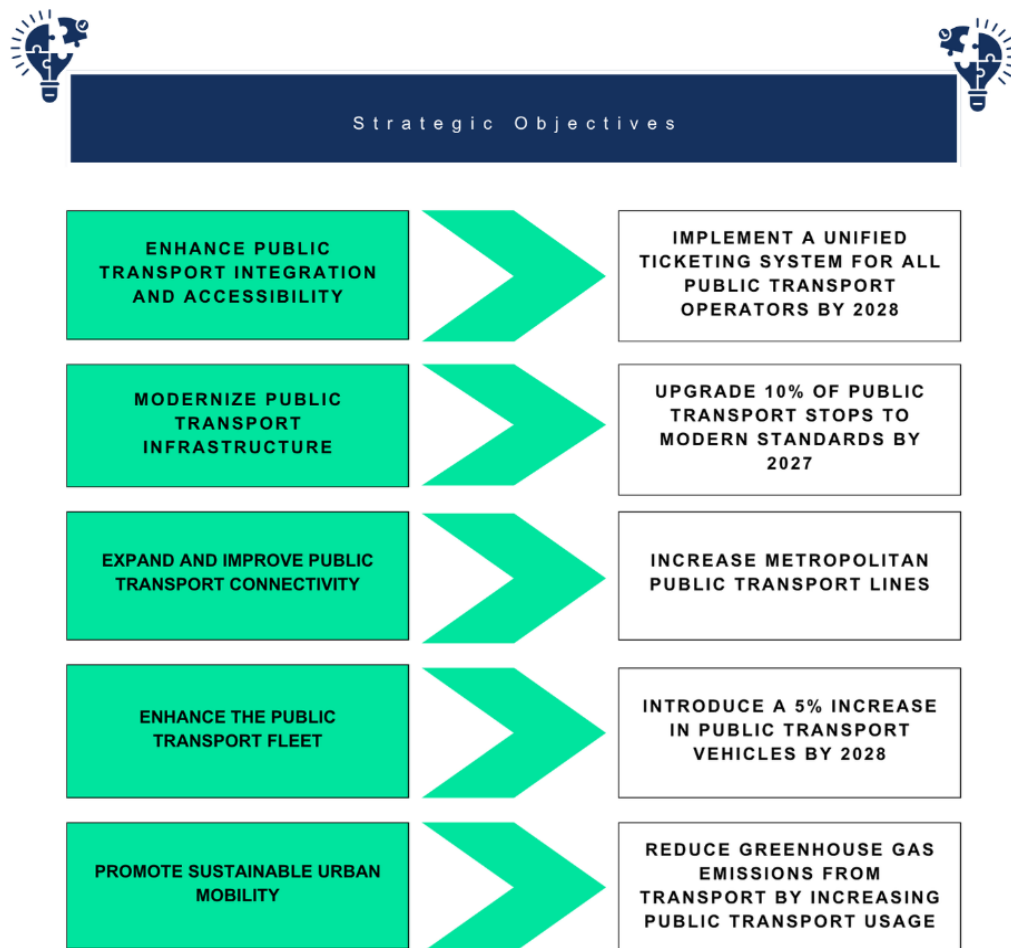 Strategic Objectives
ENHANCE PUBLIC
TRANSPORT INTEGRATION
AND ACCESSIBILITY
IMPLEMENT A UNIFIED
TICKETING SYSTEM FOR ALL
PUBLIC TRANSPORT
OPERATORS BY 2028
MODERNIZE PUBLIC
TRANSPORT
INFRASTRUCTURE
UPGRADE 10% OF PUBLIC
TRANSPORT STOPS TO
MODERN STANDARDS BY
2027
EXPAND AND IMPROVE PUBLIC
TRANSPORT CONNECTIVITY
INCREASE METROPOLITAN
PUBLIC TRANSPORT LINES
ENHANCE THE PUBLIC
TRANSPORT FLEET
INTRODUCE A 5% INCREASE
IN PUBLIC TRANSPORT
VEHICLES BY 2028
PROMOTE SUSTAINABLE URBAN
MOBILITY
REDUCE GREENHOUSE GAS
EMISSIONS FROM
TRANSPORT BY INCREASING
PUBLIC TRANSPORT USAGE